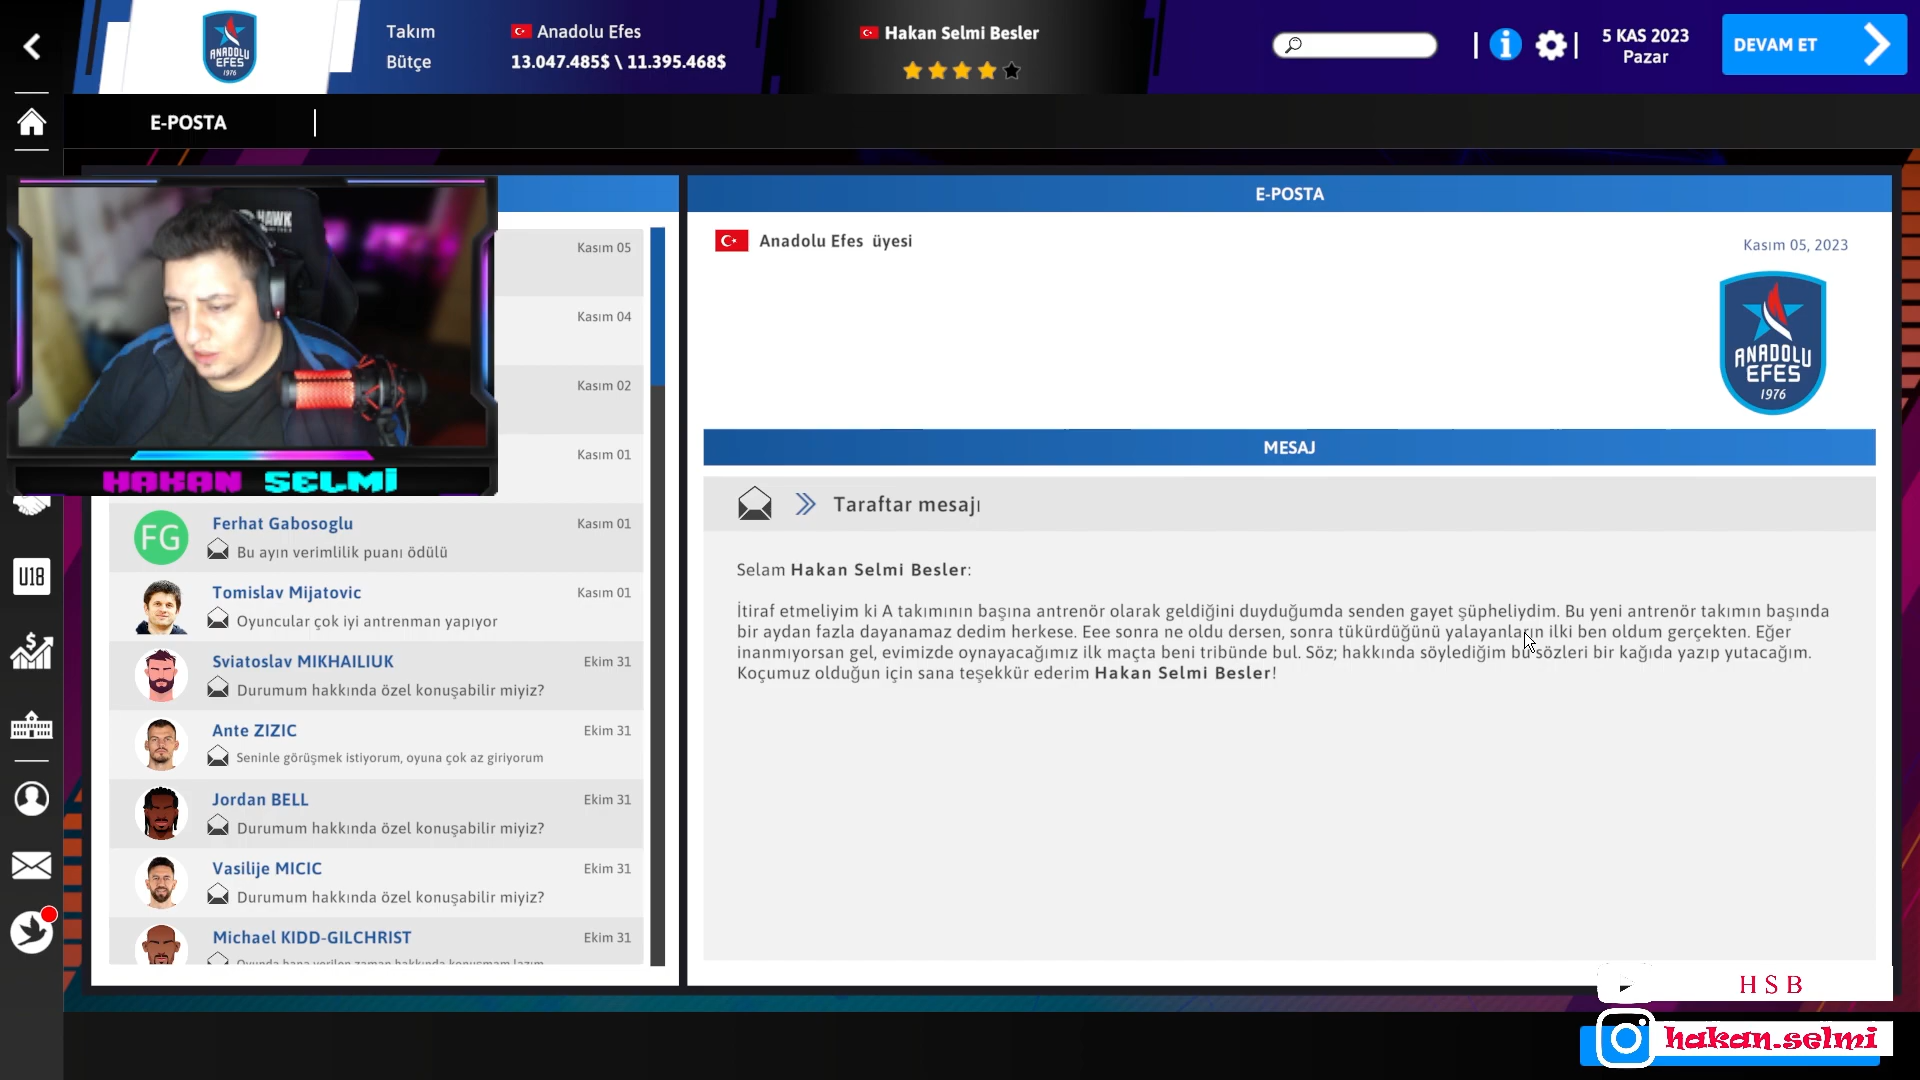 ANADOLU
EFES
1976
Takım
Anadolu Efes
Bütçe
13.047.485$ \ 11.395.468$
Hakan Selmi Besler
5 KAS 2023
Pazar
DEVAM ET
E-POSTA
E-POSTA
HAWK
HAKAN SELMİ
Kasım 05
Kasım 04
Kasım 02
Kasım 01
FG
Ferhat Gabosoglu
Kasım 01
Bu ayın verimlilik puanı ödülü
Tomislav Mijatovic
Kasım 01
Oyuncular çok iyi antrenman yapıyor
Sviatoslav MIKHAILIUK
Ekim 31
Durumum hakkında özel konuşabilir miyiz?
Ante ZIZIC
Ekim 31
Seninle görüşmek istiyorum, oyuna çok az giriyorum
Jordan BELL
Ekim 31
Durumum hakkında özel konuşabilir miyiz?
Vasilije MICIC
Ekim 31
Durumum hakkında özel konuşabilir miyiz?
Michael KIDD-GILCHRIST
Ekim 31
U18
Anadolu Efes üyesi
Kasım 05, 2023
ANADOLU
EFES
1976
MESAJ
Taraftar mesajı
Selam Hakan Selmi Besler:
İtiraf etmeliyim ki A takımının başına antrenör olarak geldiğini duyduğumda senden gayet şüpheliydim. Bu yeni antrenör takımın başında
bir aydan fazla dayanamaz dedim herkese. Eee sonra ne oldu dersen, sonra tükürdüğünü yalayanların ilki ben oldum gerçekten. Eğer
inanmıyorsan gel, evimizde oynayacağımız ilk maçta beni tribünde bul. Söz; hakkında söylediğim bu sözleri bir kağıda yazıp yutacağım.
Koçumuz olduğun için sana teşekkür ederim Hakan Selmi Besler!
H S B
hakan.selmi